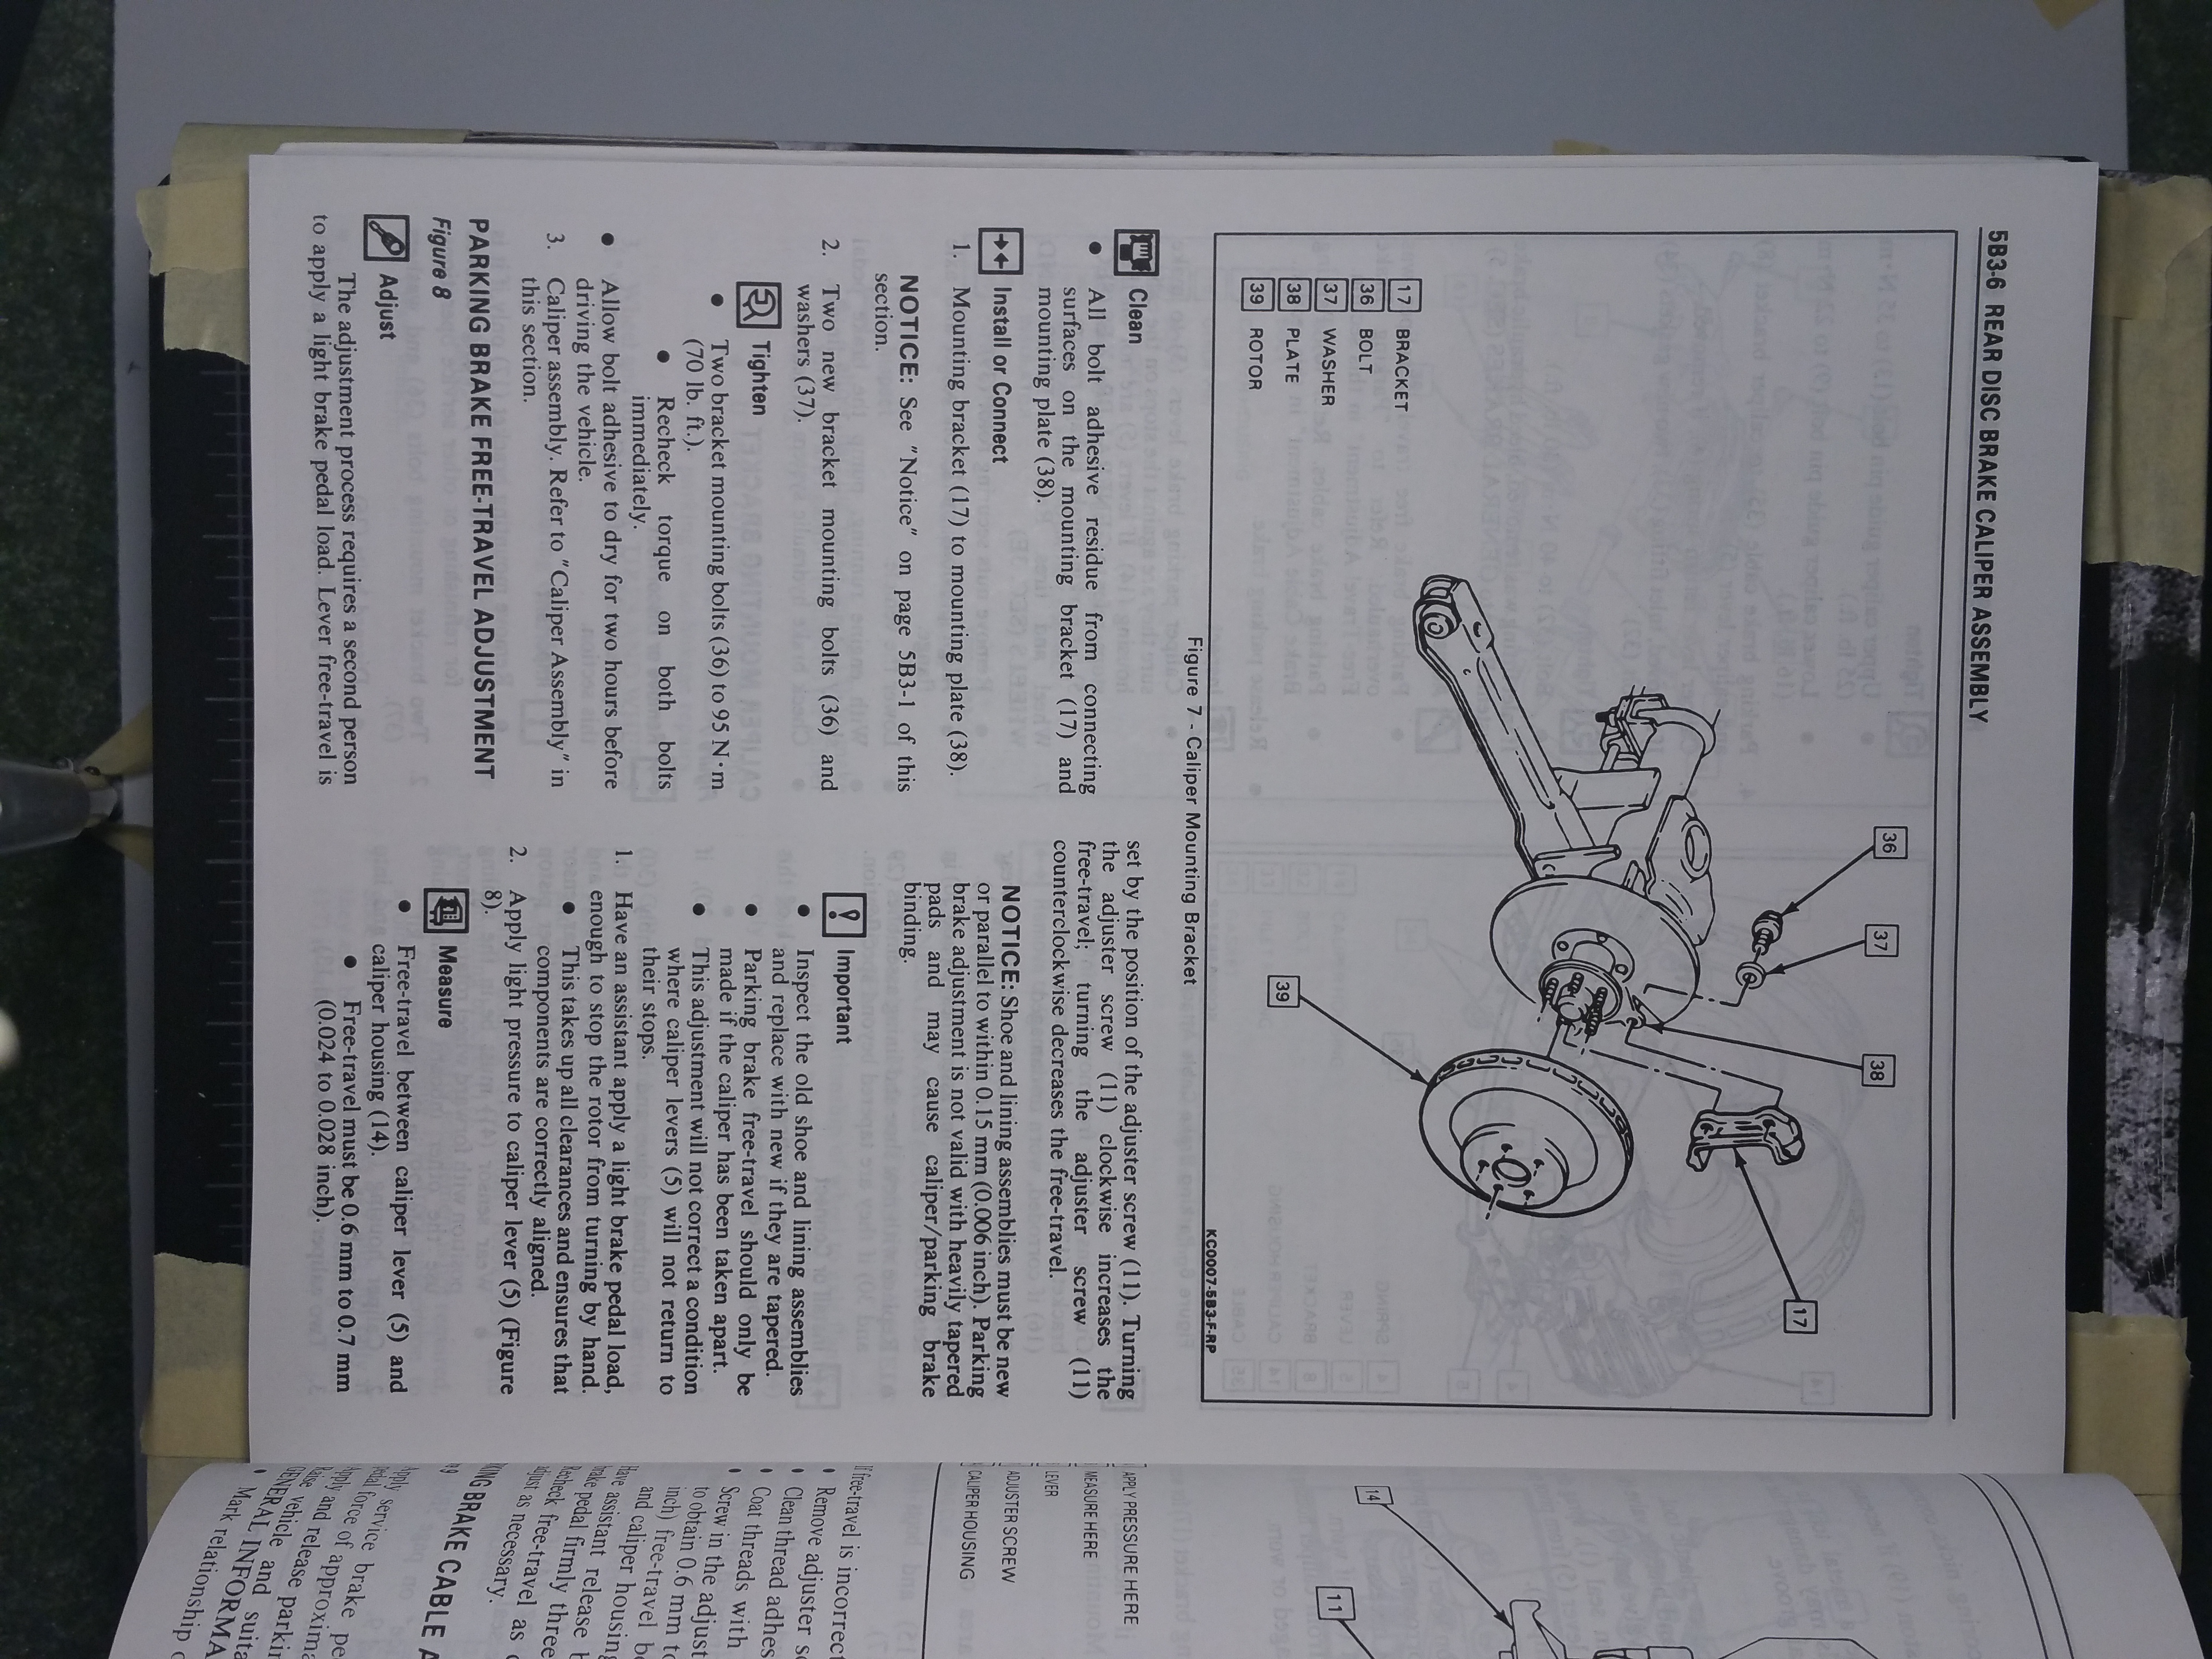 5B3-6 REAR DISC BRAKE CALIPER ASSEMBLY
36
37
38
39
17
17 BRACKET
36 BOLT
37 WASHER
38 PLATE
39 ROTOR
KC0007-5B3-F-RP
Figure 7 - Caliper Mounting Bracket
Clean
• All bolt adhesive residue from connecting
surfaces on the mounting bracket (17) and
mounting plate (38).
Install or Connect
1. Mounting bracket (17) to mounting plate (38).
NOTICE: See "Notice" on page 5B3-1 of this
section.
2. Two new bracket mounting bolts (36) and
washers (37).
Tighten
• Two bracket mounting bolts (36) to 95 N·m
(70 lb. ft.).
• Recheck torque on both bolts
immediately.
• Allow bolt adhesive to dry for two hours before
driving the vehicle.
3. Caliper assembly. Refer to "Caliper Assembly" in
this section.
PARKING BRAKE FREE-TRAVEL ADJUSTMENT
Figure 8
Adjust
The adjustment process requires a second person
to apply a light brake pedal load. Lever free-travel is
set by the position of the adjuster screw (11). Turning
the adjuster screw (11) clockwise increases the
free-travel; turning the adjuster screw (11)
counterclockwise decreases the free-travel.
NOTICE: Shoe and lining assemblies must be new
or parallel to within 0.15 mm (0.006 inch). Parking
brake adjustment is not valid with heavily tapered
pads and may cause caliper/parking brake
binding.
Important
• Inspect the old shoe and lining assemblies
and replace with new if they are tapered.
• Parking brake free-travel should only be
made if the caliper has been taken apart.
• This adjustment will not correct a condition
where caliper levers (5) will not return to
their stops.
1. Have an assistant apply a light brake pedal load,
enough to stop the rotor from turning by hand.
• This takes up all clearances and ensures that
components are correctly aligned.
2. Apply light pressure to caliper lever (5) (Figure
8).
Measure
• Free-travel between caliper lever (5) and
caliper housing (14).
• Free-travel must be 0.6 mm to 0.7 mm
(0.024 to 0.028 inch).
14
11
APPLY PRESSURE HERE
MEASURE HERE
LEVER
ADJUSTER SCREW
CALIPER HOUSING
If free-travel is incorrect
• Remove adjuster
• Clean thread
• Coat threads with
• Screw in the
to obtain 0.6 mm
inch) free-travel
and caliper housing
Have assistant release
brake pedal firmly three
Recheck free-travel
adjust as necessary.
BRAKE CABLE
Apply service brake
pedal force of
Apply and release
Raise vehicle and
GENERAL
• Mark relationship